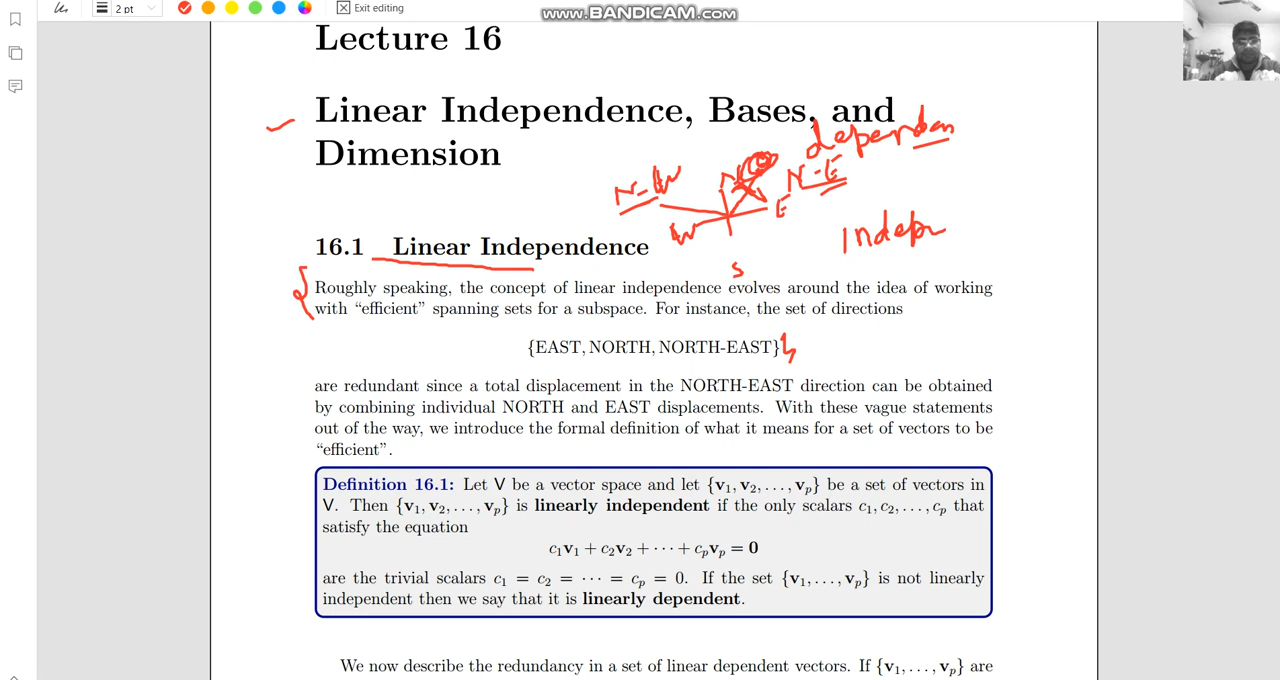 2 pt
Exit editing
www.BANDICAM.com
Lecture 16
Linear Independence, Bases, and
Dimension
dependen
N-W
N
N-E
E
W
S
Indep
16.1 Linear Independence
Roughly speaking, the concept of linear independence evolves around the idea of working
with “efficient” spanning sets for a subspace. For instance, the set of directions
{EAST, NORTH, NORTH-EAST}
are redundant since a total displacement in the NORTH-EAST direction can be obtained
by combining individual NORTH and EAST displacements. With these vague statements
out of the way, we introduce the formal definition of what it means for a set of vectors to be
“efficient”.
Definition 16.1: Let V be a vector space and let {v₁, v₂, . . . , vₚ} be a set of vectors in
V. Then {v₁, v₂, . . . , vₚ} is linearly independent if the only scalars c₁, c₂, . . . , cₚ that
satisfy the equation
c₁v₁ + c₂v₂ + · · · + cₚvₚ = 0
are the trivial scalars c₁ = c₂ = · · · = cₚ = 0. If the set {v₁, . . . , vₚ} is not linearly
independent then we say that it is linearly dependent.
We now describe the redundancy in a set of linear dependent vectors. If {v₁, . . . , vₚ} are